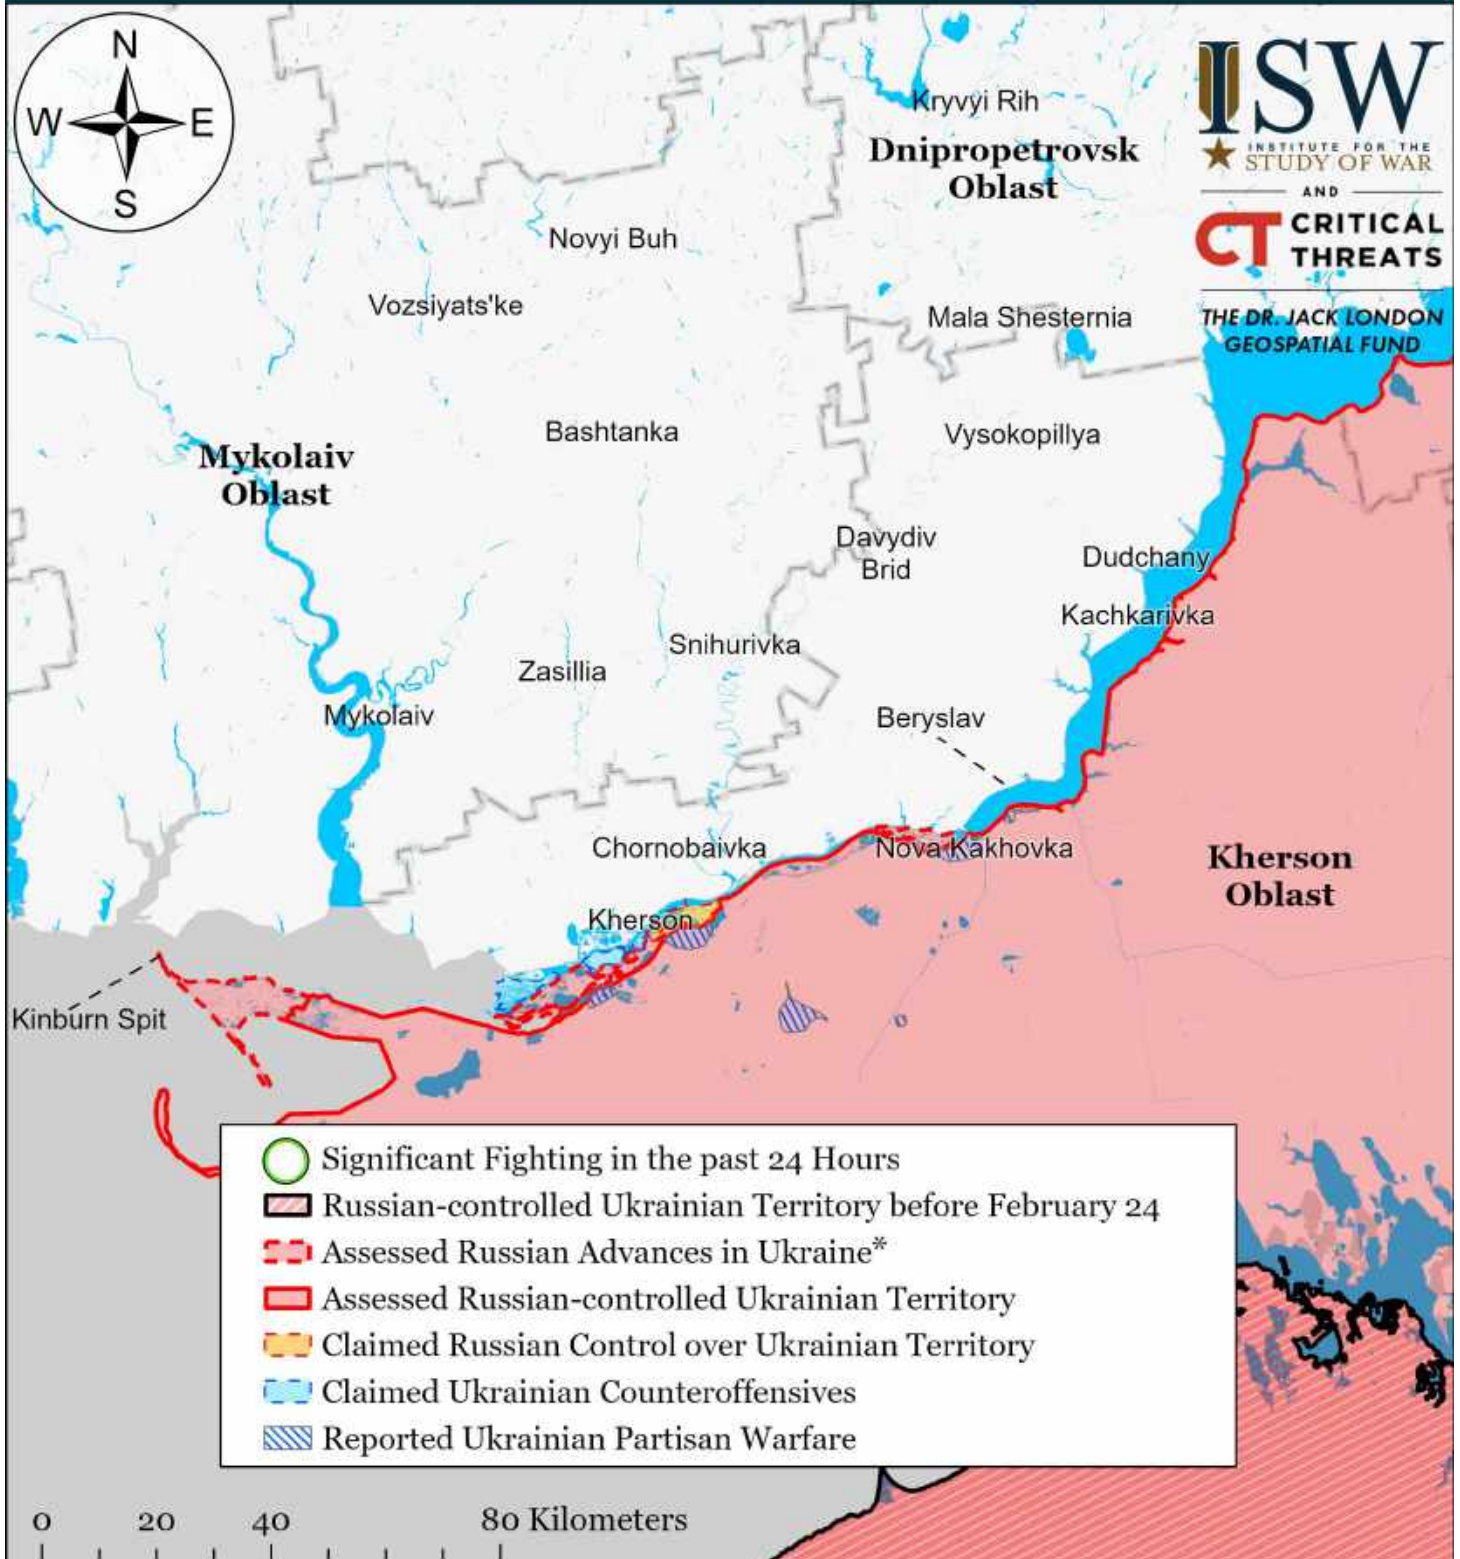 N
W E
S
Kryvyi Rih
Dnipropetrovsk
Oblast
ISW
INSTITUTE FOR THE
STUDY OF WAR
AND
CT CRITICAL
THREATS
THE DR. JACK LONDON
GEOSPATIAL FUND
Novyi Buh
Vozsiyats'ke
Mala Shesternia
Bashtanka
Vysokopillya
Mykolaiv
Oblast
Davydiv
Brid
Dudchany
Kachkarivka
Snihurivka
Zasillia
Mykolaiv
Beryslav
Chornobaivka
Nova Kakhovka
Kherson
Oblast
Kherson
Kinburn Spit
Significant Fighting in the past 24 Hours
Russian-controlled Ukrainian Territory before February 24
Assessed Russian Advances in Ukraine*
Assessed Russian-controlled Ukrainian Territory
Claimed Russian Control over Ukrainian Territory
Claimed Ukrainian Counteroffensives
Reported Ukrainian Partisan Warfare
0 20 40 80 Kilometers